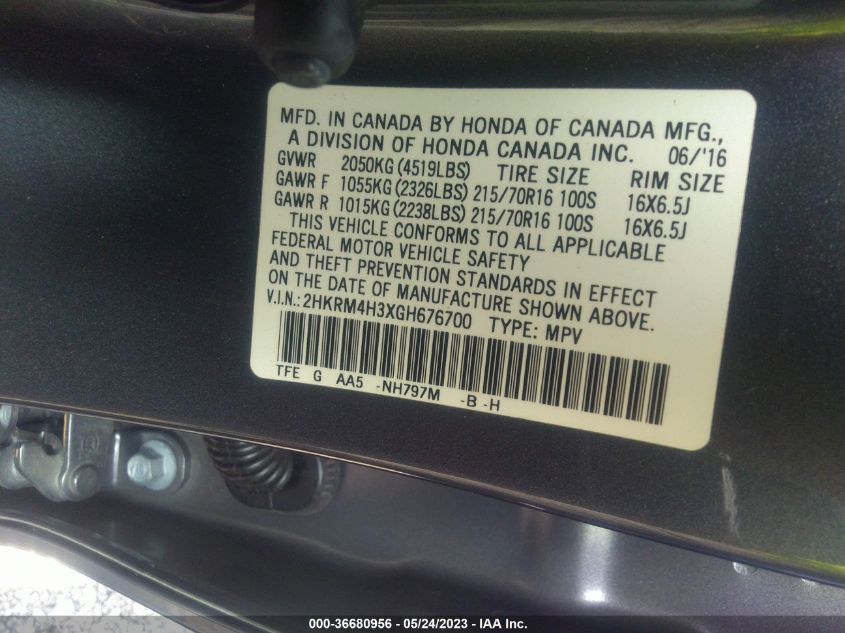 MFD. IN CANADA BY HONDA OF CANADA MFG.,
A DIVISION OF HONDA CANADA INC. 06/'16
GVWR 2050KG (4519LBS) TIRE SIZE RIM SIZE
GAWR F 1055KG (2326LBS) 215/70R16 100S 16X6.5J
GAWR R 1015KG (2238LBS) 215/70R16 100S 16X6.5J
THIS VEHICLE CONFORMS TO ALL APPLICABLE
FEDERAL MOTOR VEHICLE SAFETY
AND THEFT PREVENTION STANDARDS IN EFFECT
ON THE DATE OF MANUFACTURE SHOWN ABOVE.
V.I.N.: 2HKRM4H3XGH676700 TYPE: MPV
TFE G AA5 -NH797M -B -H
000-36680956 - 05/24/2023 - IAA Inc.